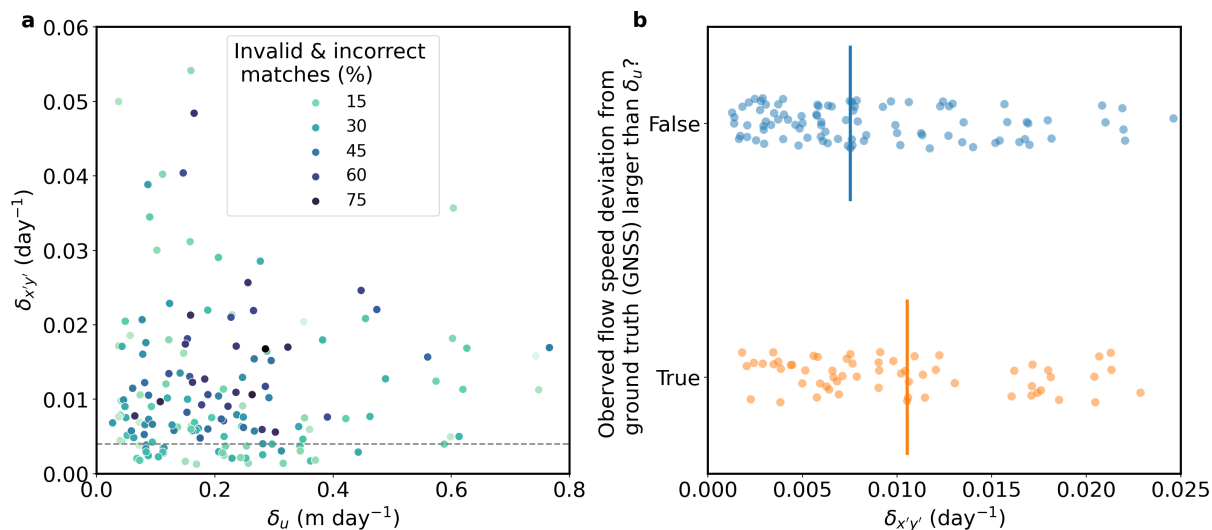 a
0.06
0.05
0.04
0.03
0.02
0.01
0.00
δx′y′ (day−1)
0.0
0.2
0.4
0.6
0.8
δu (m day−1)
Invalid & incorrect
matches (%)
15
30
45
60
75
b
Oberved flow speed deviation from
ground truth (GNSS) larger than δu?
False
True
0.000
0.005
0.010
0.015
0.020
0.025
δx′y′ (day−1)